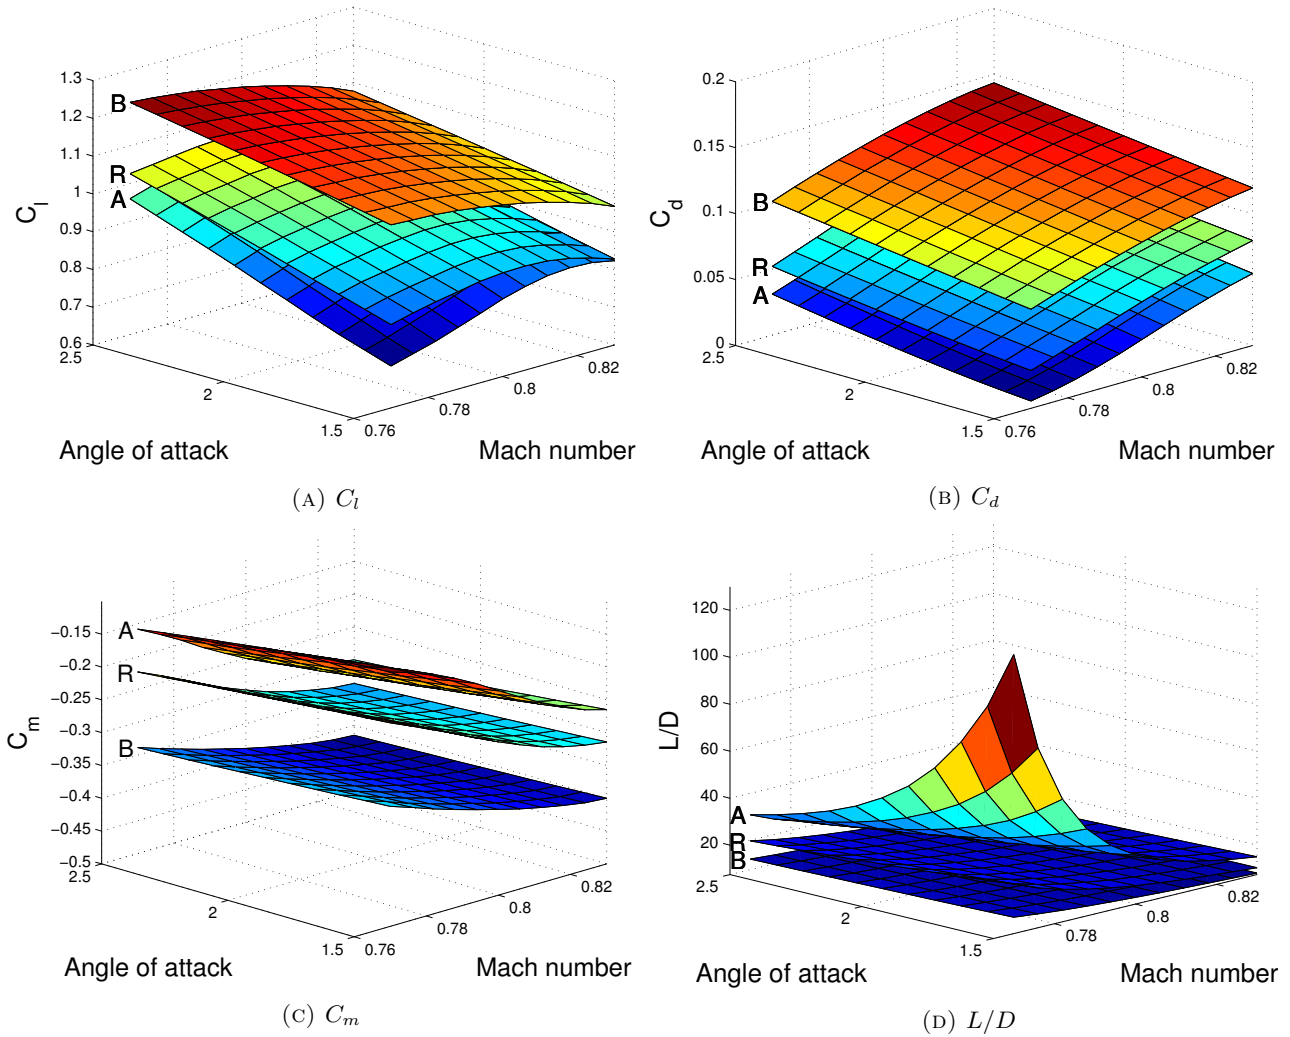 1.3
1.2
1.1
1
0.9
0.8
0.7
0.6
C_l
B
R
A
2.5
2
1.5
0.76
0.78
0.8
0.82
Angle of attack
Mach number
(A) C_l
0.2
0.15
0.1
0.05
0
C_d
B
R
A
2.5
2
1.5
0.76
0.78
0.8
0.82
Angle of attack
Mach number
(B) C_d
−0.15
−0.2
−0.25
−0.3
−0.35
−0.4
−0.45
−0.5
C_m
A
R
B
2.5
2
1.5
0.76
0.78
0.8
0.82
Angle of attack
Mach number
(C) C_m
120
100
80
60
40
20
L/D
A
R
B
2.5
2
1.5
0.78
0.8
0.82
Angle of attack
Mach number
(D) L/D